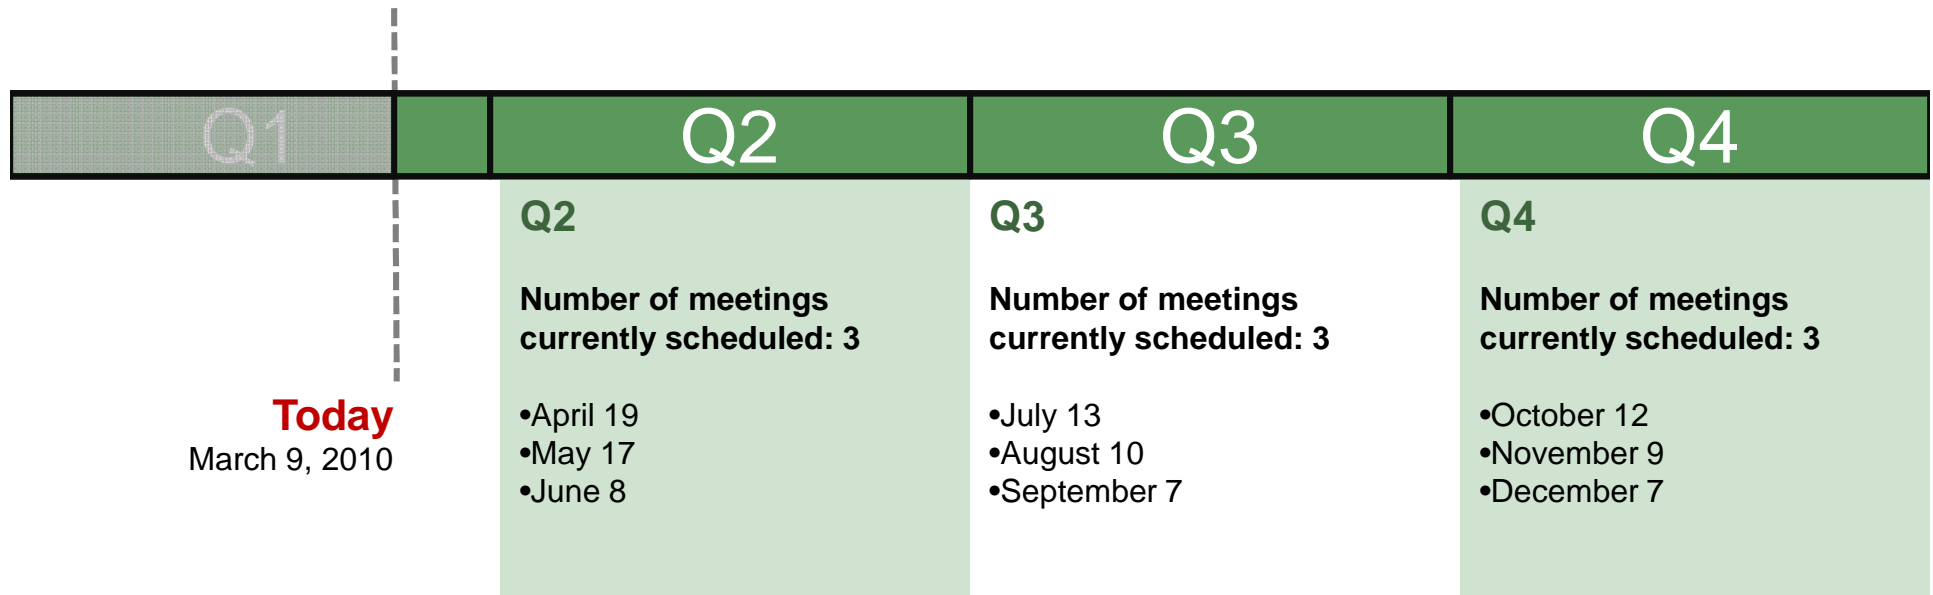 Q1
Q2
Q3
Q4
Today
March 9, 2010
Q2
Number of meetings
currently scheduled: 3
•April 19
•May 17
•June 8
Q3
Number of meetings
currently scheduled: 3
•July 13
•August 10
•September 7
Q4
Number of meetings
currently scheduled: 3
•October 12
•November 9
•December 7